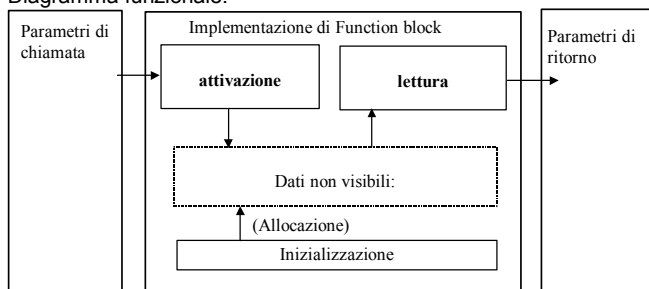 Diagramma funzionale:
Parametri di
chiamata
Implementazione di Function block
attivazione
lettura
Dati non visibili:
(Allocazione)
Inizializzazione
Parametri di
ritorno